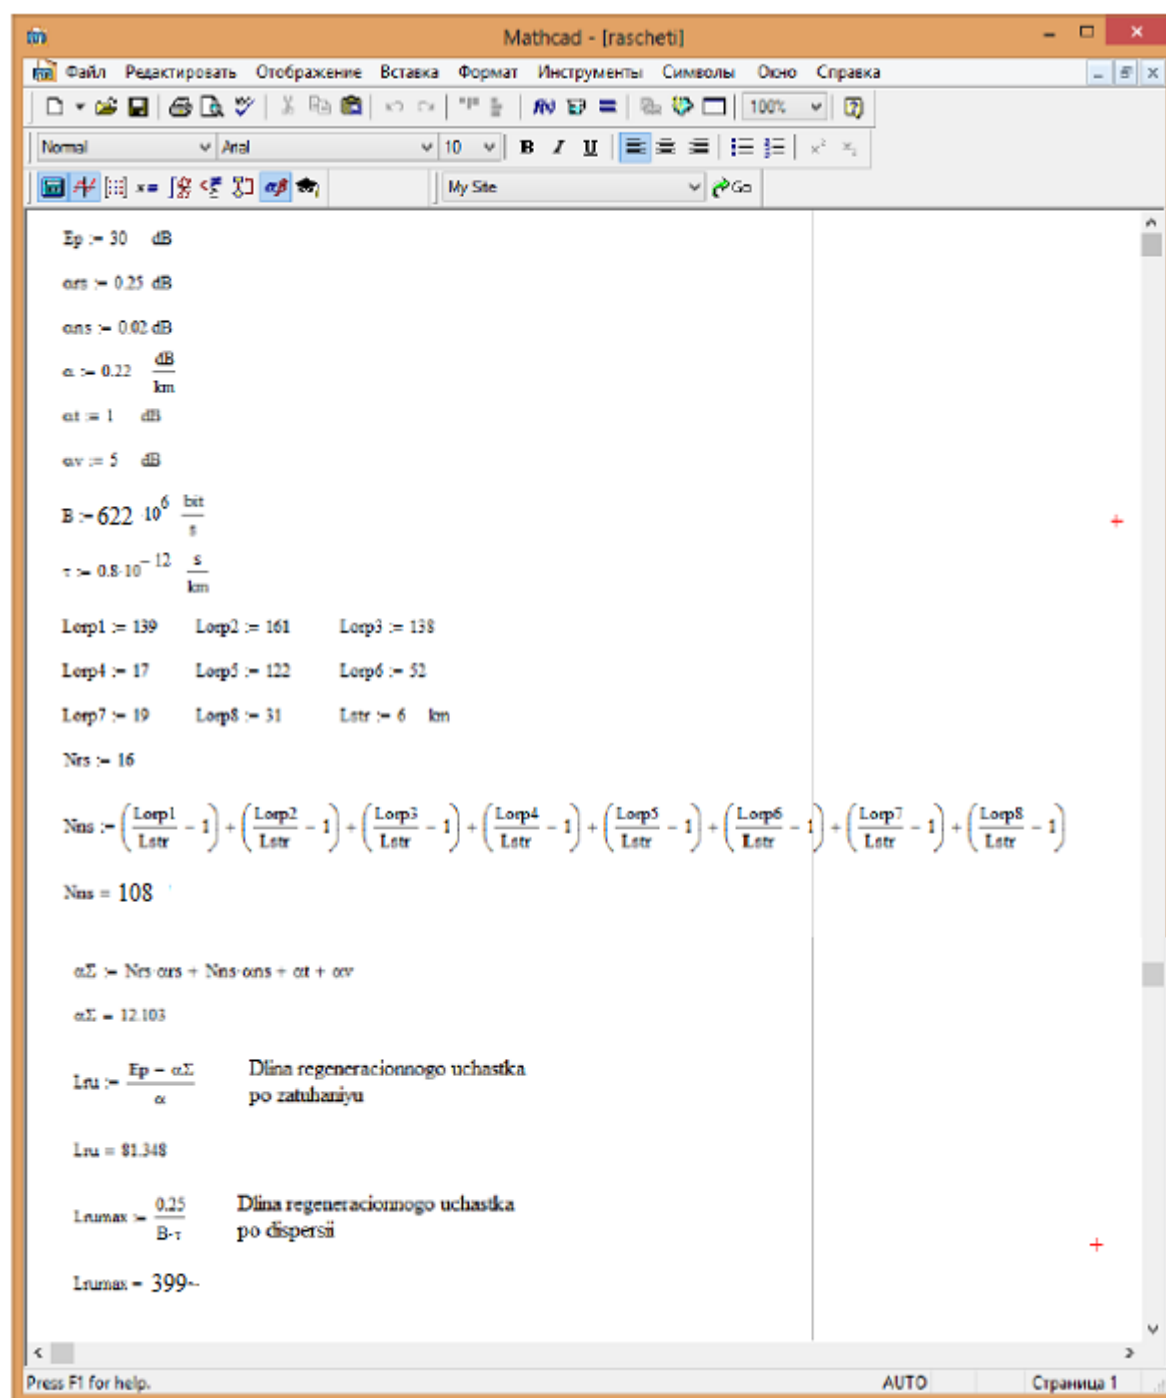 Mathcad - [rascheti]
Файл Редактировать Отображение Вставка Формат Инструменты Символы Окно Справка
100%
Normal Arial 10 B I U
My Site Go
Ep := 30 dB
αrs := 0.25 dB
αns := 0.02 dB
α := 0.22 dB/km
αt := 1 dB
αv := 5 dB
B := 622 ·10^6 bit/s
τ := 0.8·10^−12 s/km
Lorp1 := 139 Lorp2 := 161 Lorp3 := 138
Lorp4 := 17 Lorp5 := 122 Lorp6 := 52
Lorp7 := 19 Lorp8 := 31 Lstr := 6 km
Nrs := 16
Nns := (Lorp1/Lstr − 1) + (Lorp2/Lstr − 1) + (Lorp3/Lstr − 1) + (Lorp4/Lstr − 1) + (Lorp5/Lstr − 1) + (Lorp6/Lstr − 1) + (Lorp7/Lstr − 1) + (Lorp8/Lstr − 1)
Nns = 108
αΣ := Nrs·αrs + Nns·αns + αt + αv
αΣ = 12.103
Lru := (Ep − αΣ)/α Dlina regeneracionnogo uchastka
po zatuhaniyu
Lru = 81.348
Lrumax := 0.25/(B·τ) Dlina regeneracionnogo uchastka
po dispersii
Lrumax = 399
Press F1 for help. AUTO Страница 1